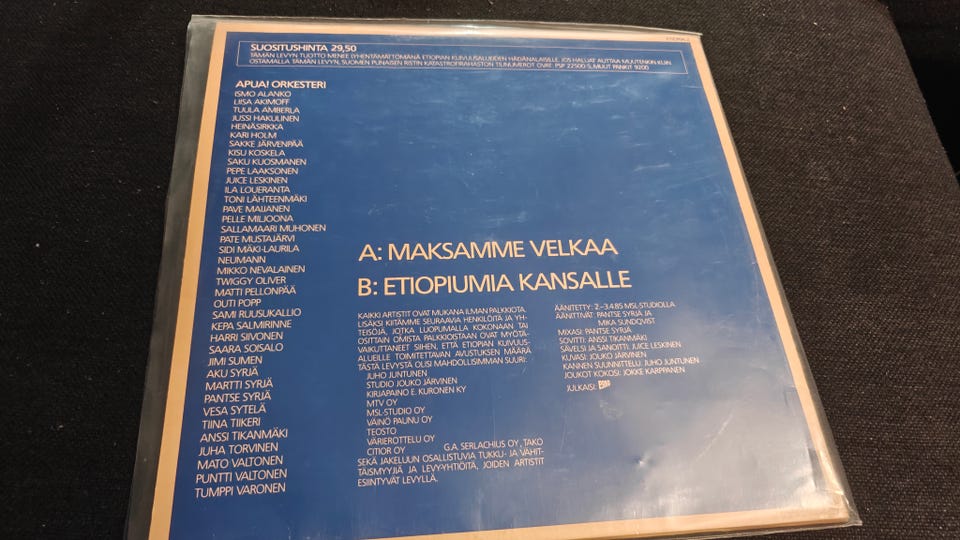 SUOSITUSHINTA 29,50
TÄMÄN LEVYN TUOTTO MENEE LYHENTÄMÄTTÖMÄNÄ ETIOPIAN KUIVUUSALUEIDEN HÄDÄNALAISILLE. JOS HALUAT AUTTAA MUUTENKIN KUIN
OSTAMALLA TÄMÄN LEVYN, SUOMEN PUNAISEN RISTIN KATASTROFIRAHASTON TILINUMEROT OVAT: PSP 22500-5, MUUT PANKIT 9200
APUA! ORKESTERI
ISMO ALANKO
LIISA AKIMOFF
TUULA AMBERLA
JUSSI HAKULINEN
HEINÄSIRKKA
KARI HOLM
SAKKE JÄRVENPÄÄ
KISU KOSKELA
SAKU KUOSMANEN
PEPE LAAKSONEN
JUICE LESKINEN
ILA LOUERANTA
TONI LÄHTEENMÄKI
PAVE MAIJANEN
PELLE MILJOONA
SALLAMAARI MUHONEN
PATE MUSTAJÄRVI
SIDI MÄKI-LAURILA
NEUMANN
MIKKO NEVALAINEN
TWIGGY OLIVER
MATTI PELLONPÄÄ
OUTI POPP
SAMI RUUSUKALLIO
KEPA SALMIRINNE
HARRI SIIVONEN
SAARA SOISALO
JIMI SUMEN
AKU SYRJÄ
MARTTI SYRJÄ
PANTSE SYRJÄ
VESA SYTELÄ
TIINA TIIKERI
ANSSI TIKANMÄKI
JUHA TORVINEN
MATO VALTONEN
PUNTTI VALTONEN
TUMPPI VARONEN
A: MAKSAMME VELKAA
B: ETIOPIUMIA KANSALLE
KAIKKI ARTISTIT OVAT MUKANA ILMAN PALKKIOTA.
LISÄKSI KIITÄMME SEURAAVIA HENKILÖITÄ JA YH-
TEISÖJÄ, JOTKA LUOPUMALLA KOKONAAN TAI
OSITTAIN OMISTA PALKKIOISTAAN OVAT MYÖTÄ-
VAIKUTTANEET SIIHEN, ETTÄ ETIOPIAN KUIVUUS-
ALUEILLE TOIMITETTAVAN AVUSTUKSEN MÄÄRÄ
TÄSTÄ LEVYSTÄ OLISI MAHDOLLISIMMAN SUURI:
JUHO JUNTUNEN
STUDIO JOUKO JÄRVINEN
KIRJAPAINO E. KURONEN KY
MTV OY
MSL-STUDIO OY
VÄINÖ PAUNU OY
TEOSTO
VÄRIEROTTELU OY
CITIOR OY G.A. SERLACHIUS OY, TAKO
SEKÄ JAKELUUN OSALLISTUVIA TUKKU- JA VÄHIT-
TÄISMYYJIÄ JA LEVY-YHTIÖITÄ, JOIDEN ARTISTIT
ESIINTYVÄT LEVYLLÄ.
ÄÄNITETTY: 2.–3.4.85 MSL-STUDIOLLA
ÄÄNITTIVÄT: PANTSE SYRJÄ JA
MIKA SUNDQVIST
MIXASI: PANTSE SYRJÄ
SOVITTI: ANSSI TIKANMÄKI
SÄVELSI JA SANOITTI: JUICE LESKINEN
KUVASI: JOUKO JÄRVINEN
KANNEN SUUNNITTELU: JUHO JUNTUNEN
JOUKOT KOKOSI: JOKKE KARPPANEN
JULKAISI: